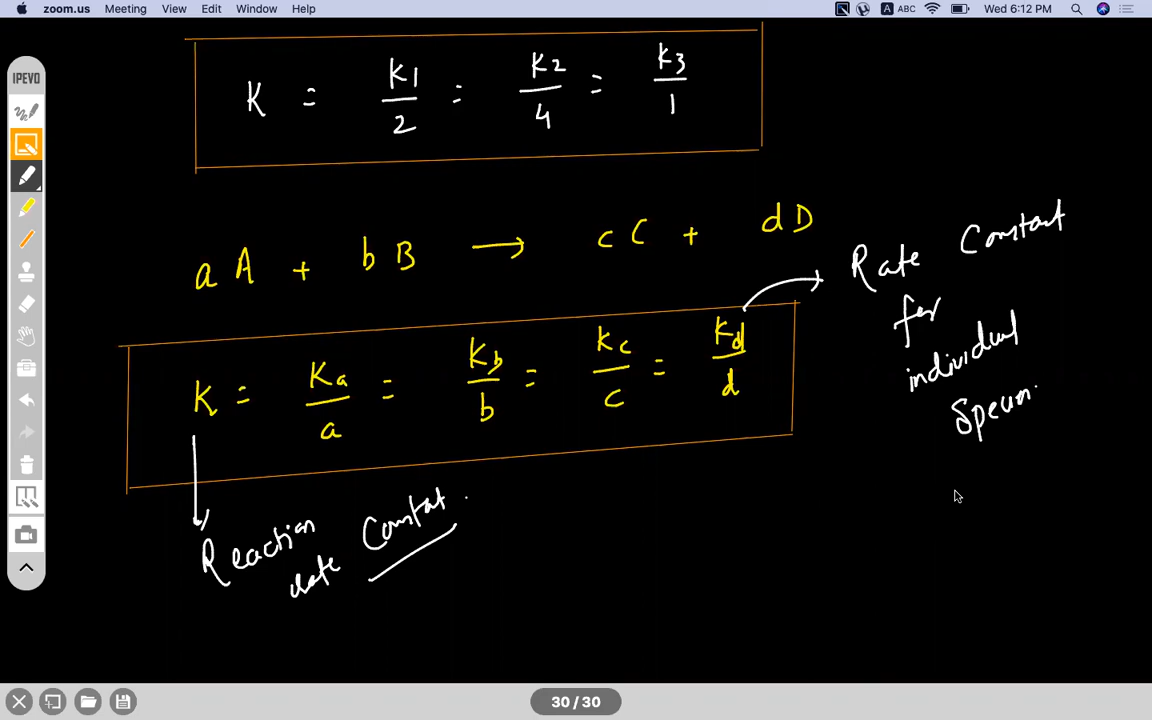 zoom.us Meeting View Edit Window Help A ABC Wed 6:12 PM
IPEVO
K = K1/2 = K2/4 = K3/1
aA + bB → cC + dD
K = Ka/a = Kb/b = Kc/c = Kd/d
Rate Constant
for
individual
Reaction
rate Constat.
30 / 30